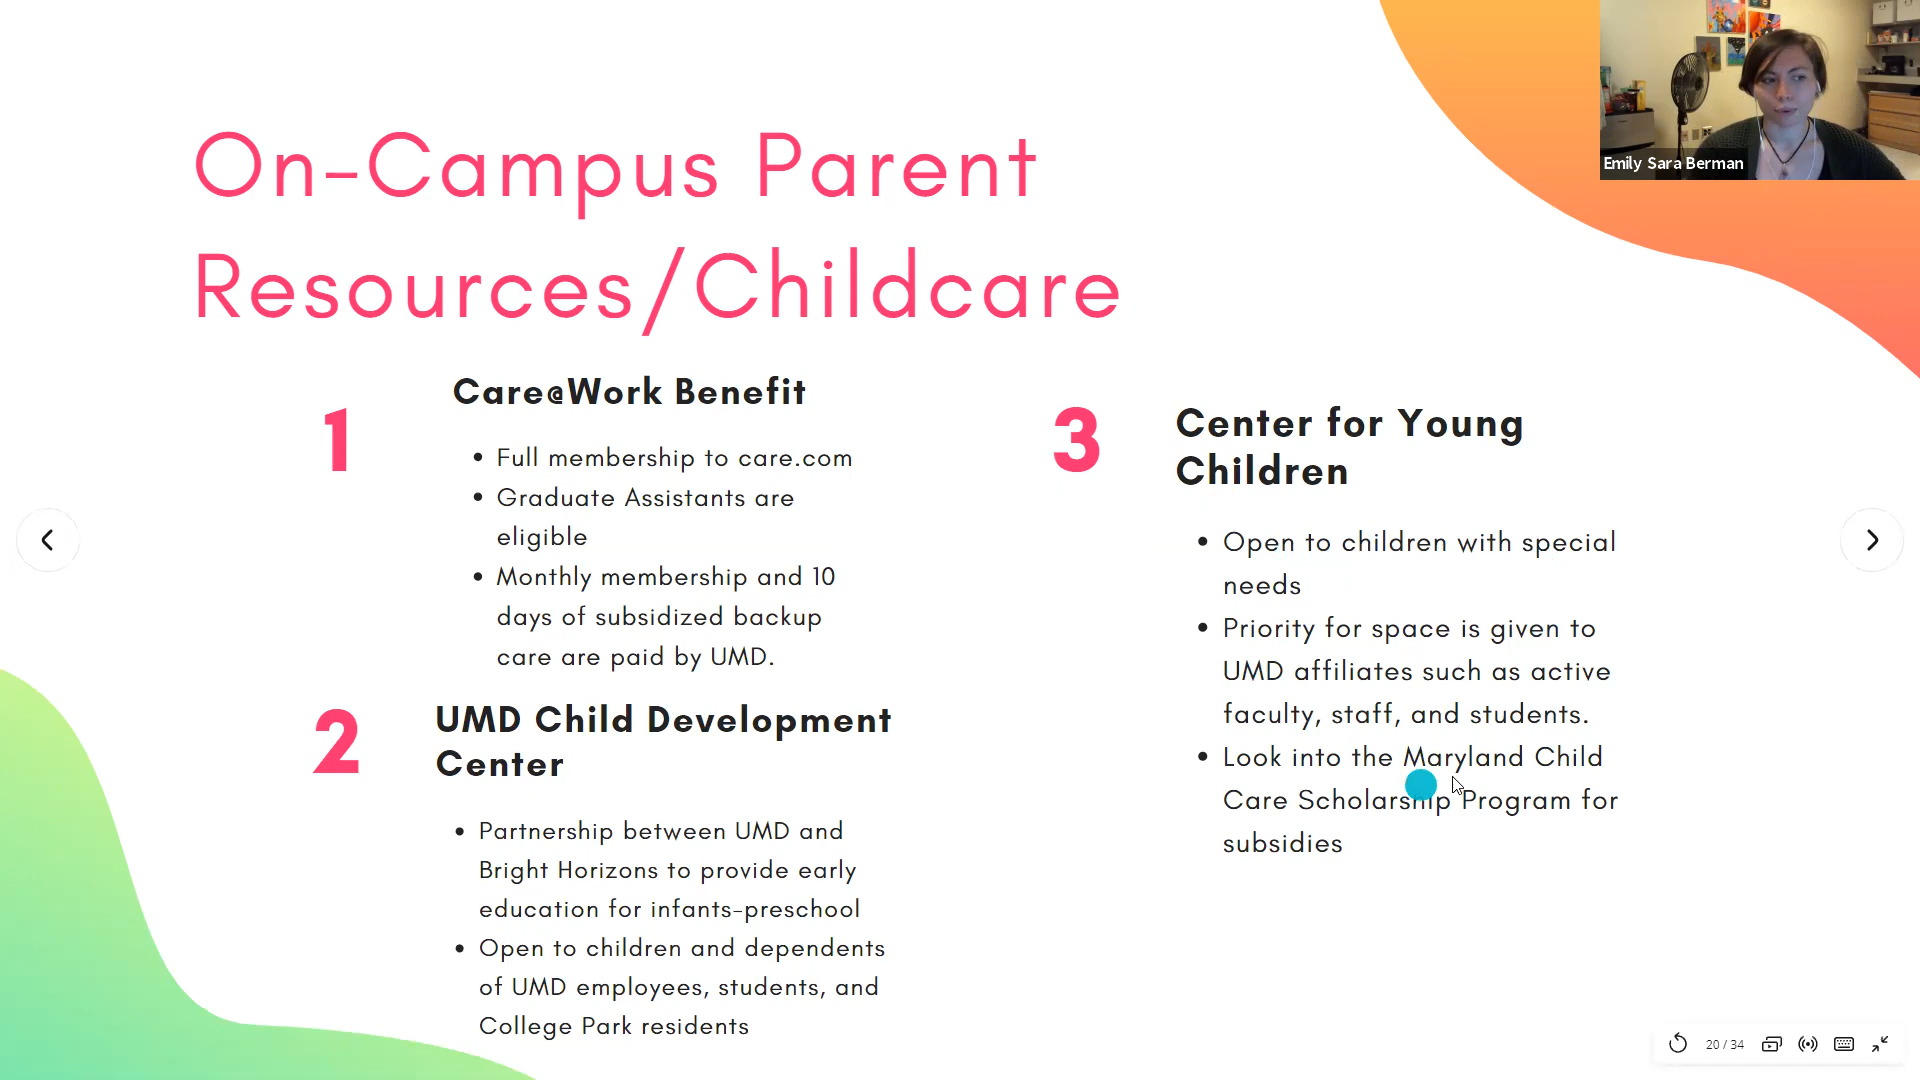 On-Campus Parent
Resources/Childcare
Emily Sara Berman
1
Care@Work Benefit
• Full membership to care.com
• Graduate Assistants are
eligible
• Monthly membership and 10
days of subsidized backup
care are paid by UMD.
2
UMD Child Development
Center
• Partnership between UMD and
Bright Horizons to provide early
education for infants-preschool
• Open to children and dependents
of UMD employees, students, and
College Park residents
3
Center for Young
Children
• Open to children with special
needs
• Priority for space is given to
UMD affiliates such as active
faculty, staff, and students.
• Look into the Maryland Child
Care Scholarship Program for
subsidies
20 / 34